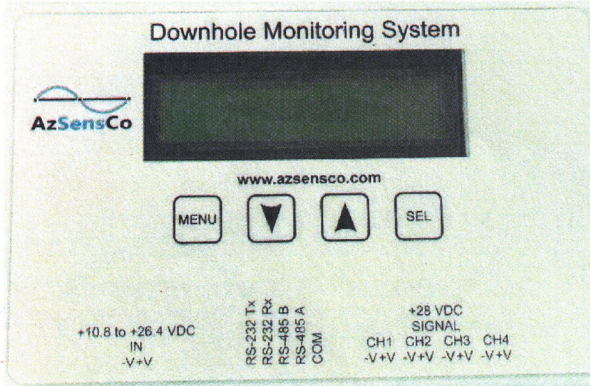 Downhole Monitoring System
AzSensCo
www.azsensco.com
MENU
SEL
+10.8 to +26.4 VDC
IN
-V+V
RS-232 Tx
RS-232 Rx
RS-485 B
RS-485 A
COM
+28 VDC
SIGNAL
CH1 CH2 CH3 CH4
-V+V -V+V -V+V -V+V